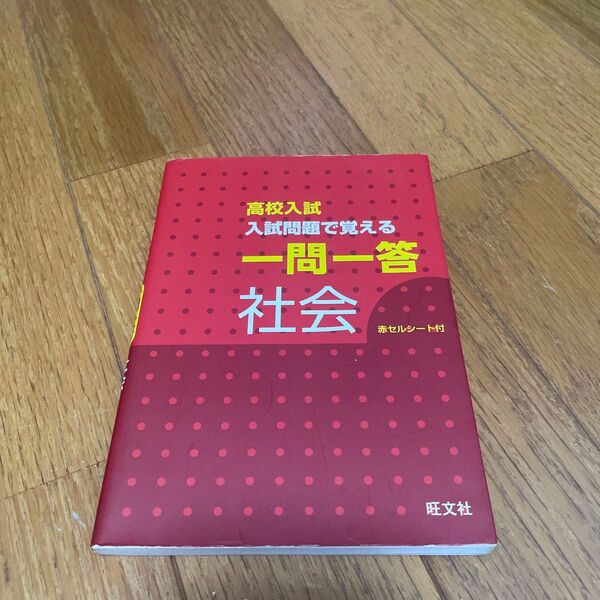 高校入試
入試問題で覚える
一問一答
社会
赤セルシート付
旺文社